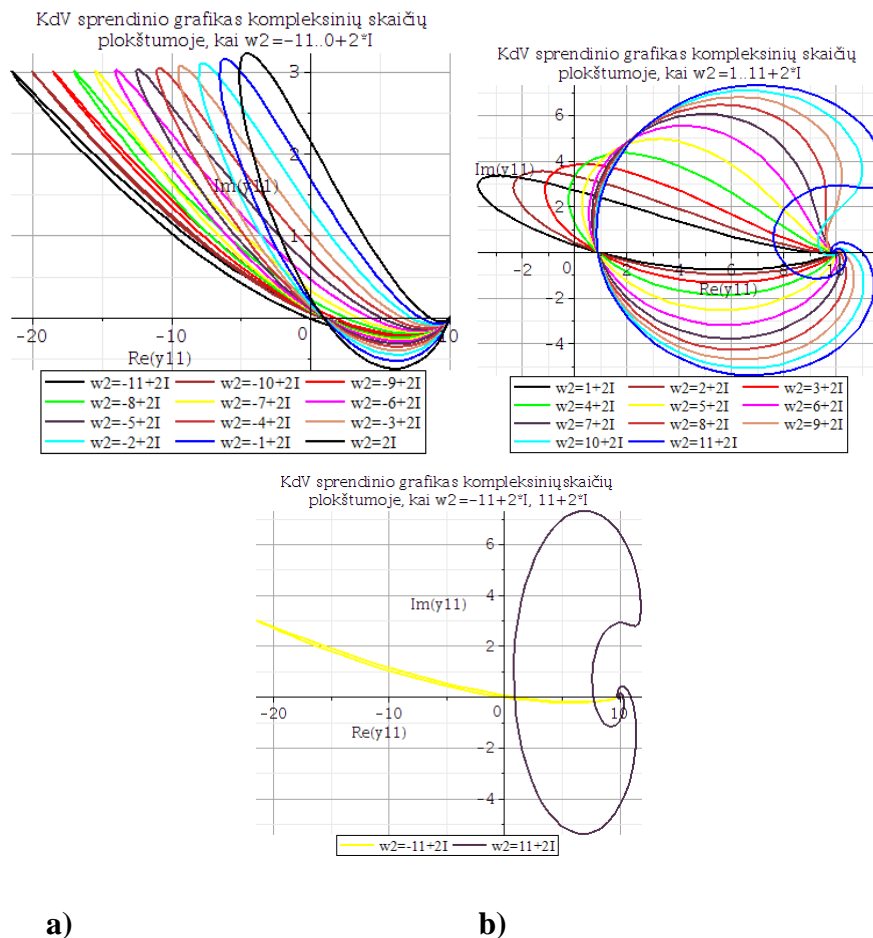 KdV sprendinio grafikas kompleksinių skaičių
plokštumoje, kai w2=-11..0+2*I
3
2
1
Im(y11)
-20
-10
0
10
Re(y11)
w2=-11+2I w2=-10+2I w2=-9+2I
w2=-8+2I w2=-7+2I w2=-6+2I
w2=-5+2I w2=-4+2I w2=-3+2I
w2=-2+2I w2=-1+2I w2=2I
KdV sprendinio grafikas kompleksinių skaičių
plokštumoje, kai w2=1..11+2*I
6
4
Im(y11)
2
-2
0
2
4
6
8
10
Re(y11)
-2
-4
w2=1+2I w2=2+2I w2=3+2I
w2=4+2I w2=5+2I w2=6+2I
w2=7+2I w2=8+2I w2=9+2I
w2=10+2I w2=11+2I
KdV sprendinio grafikas kompleksiniųskaičių
plokštumoje, kai w2=-11+2*I, 11+2*I
6
4
Im(y11)
2
-20
-10
0
10
Re(y11)
-2
-4
w2=-11+2I w2=11+2I
a) b)